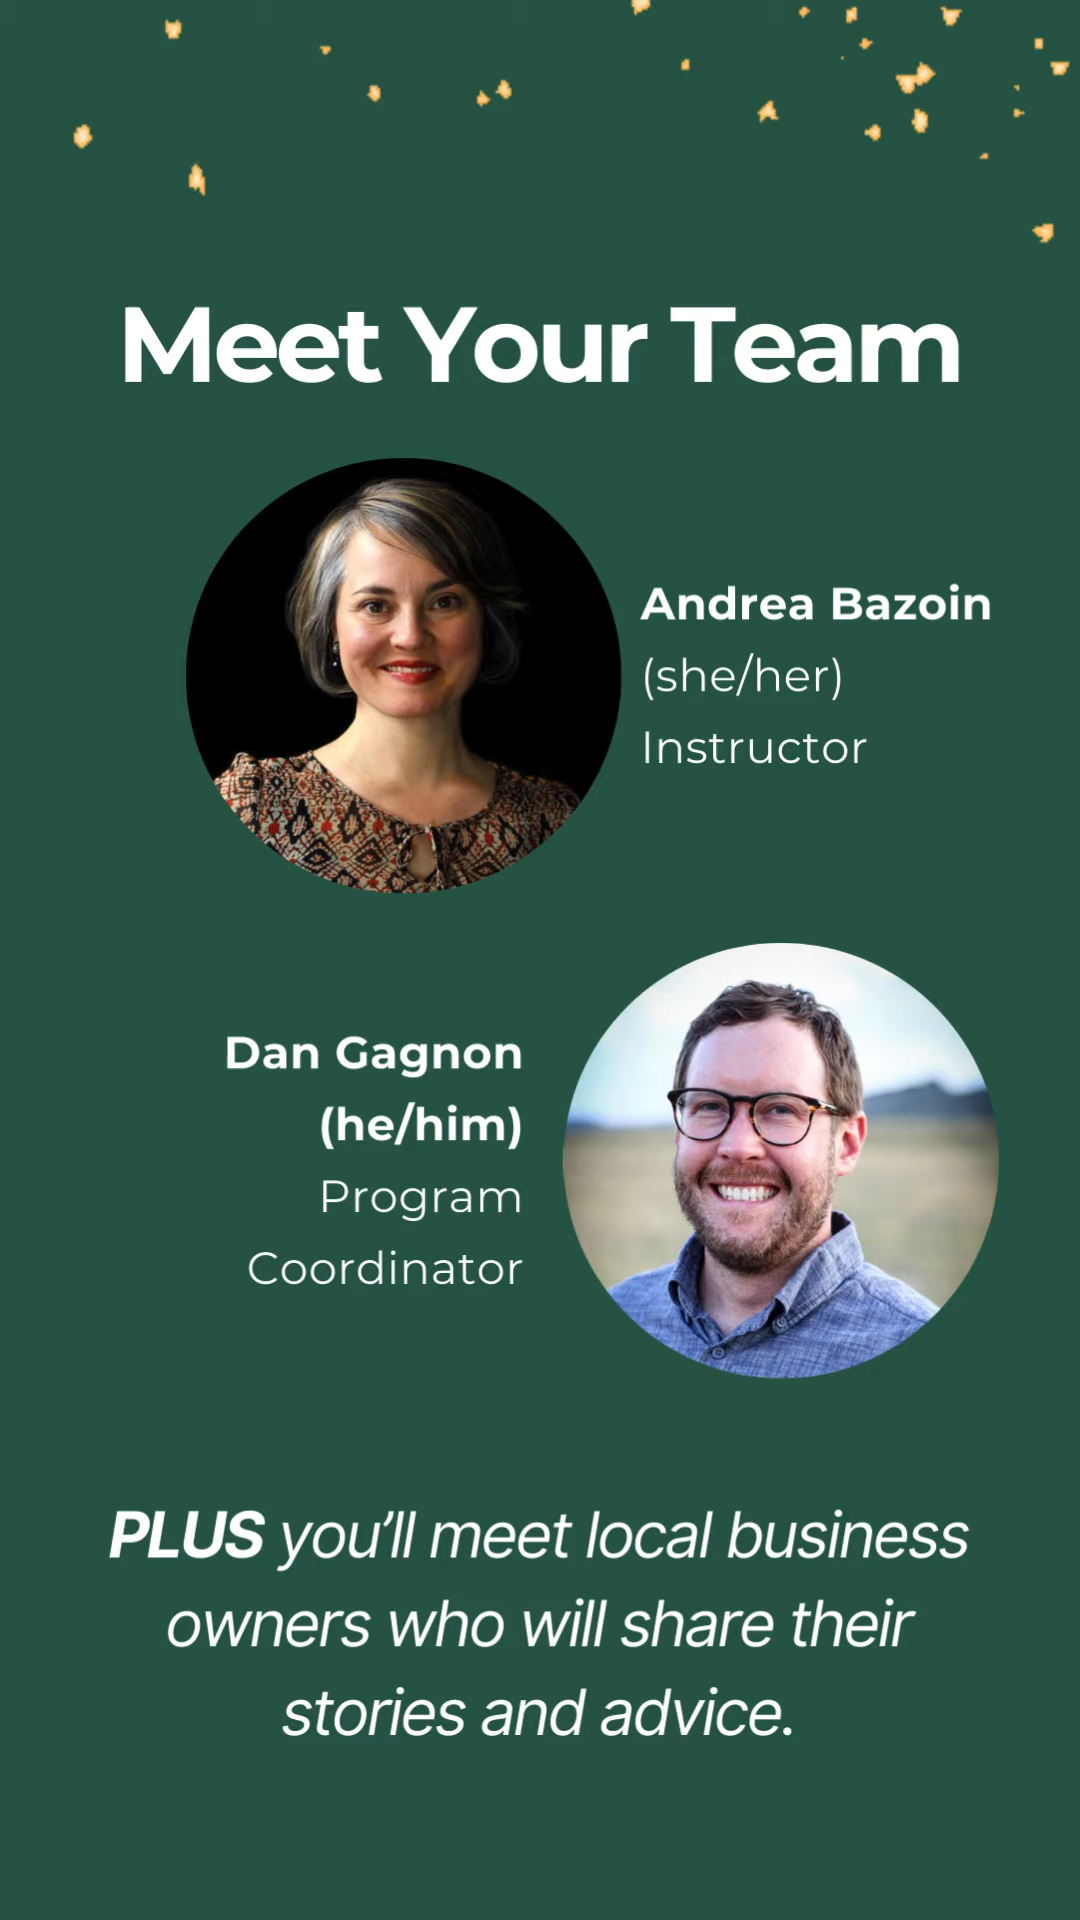 Meet Your Team
Andrea Bazoin
(she/her)
Instructor
Dan Gagnon
(he/him)
Program
Coordinator
PLUS you’ll meet local business
owners who will share their
stories and advice.